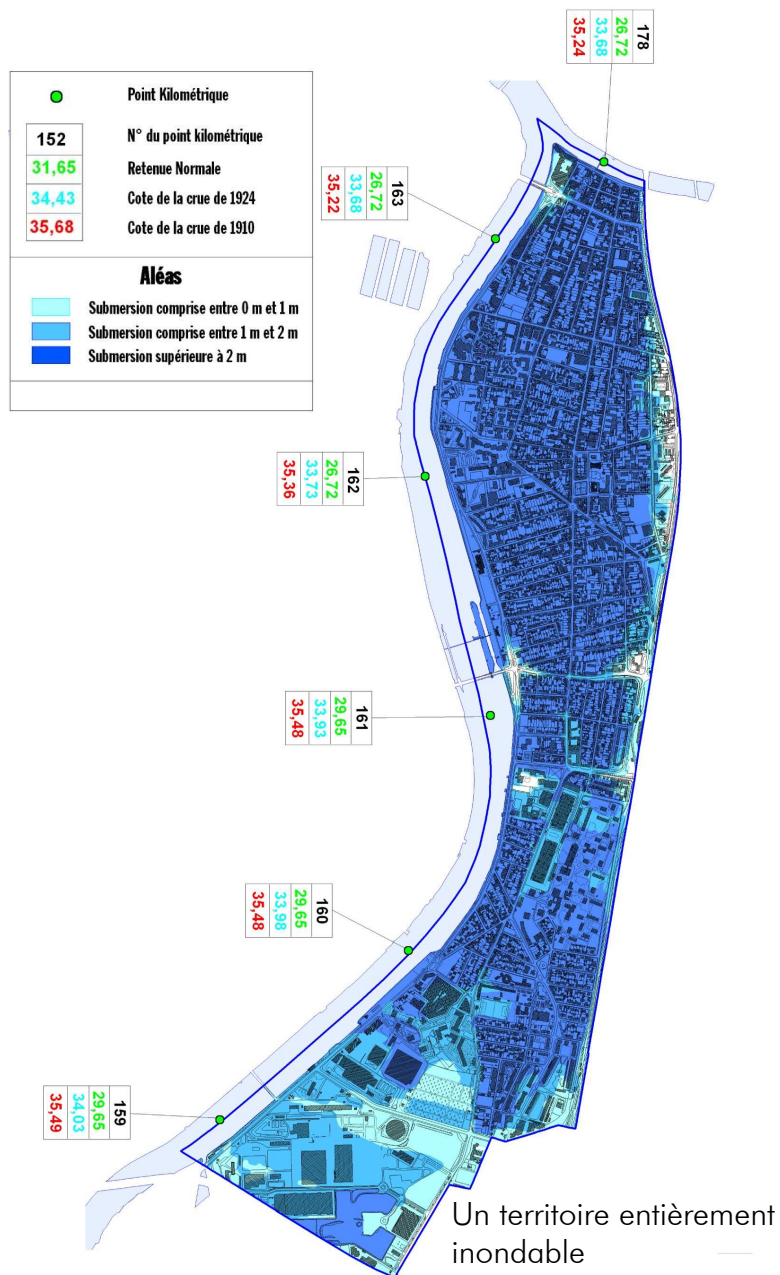 178
26,72
33,68
35,24
Point Kilométrique
152
N° du point kilométrique
31,65
Retenue Normale
34,43
Cote de la crue de 1924
35,68
Cote de la crue de 1910
Aléas
Submersion comprise entre 0 m et 1 m
Submersion comprise entre 1 m et 2 m
Submersion supérieure à 2 m
163
26,72
33,68
35,22
162
26,72
33,73
35,36
161
29,65
33,93
35,48
160
29,65
33,98
35,48
159
29,65
34,03
35,49
Un territoire entièrement
inondable